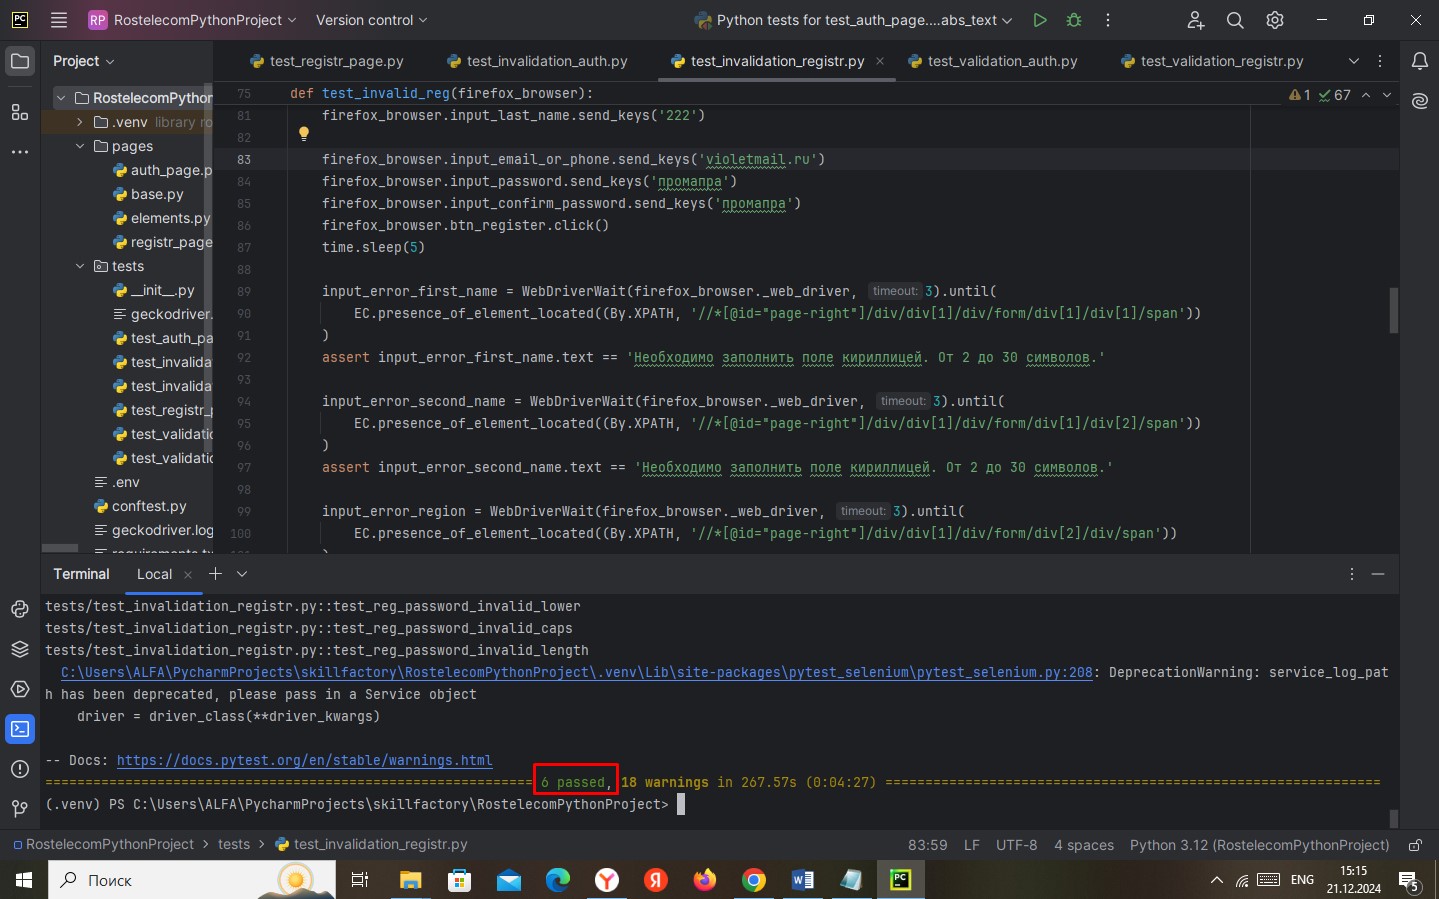 PC
RP RostelecomPythonProject
Version control
Python tests for test_auth_page....abs_text
Project
test_registr_page.py
test_invalidation_auth.py
test_invalidation_registr.py
test_validation_auth.py
test_validation_registr.py
RostelecomPython
.venv library ro
pages
auth_page.p
base.py
elements.py
registr_page
tests
__init__.py
geckodriver.
test_auth_pa
test_invalida
test_invalida
test_registr_
test_validatio
test_validatio
.env
conftest.py
geckodriver.log
1 67
75 def test_invalid_reg(firefox_browser):
81 firefox_browser.input_last_name.send_keys('222')
82
83 firefox_browser.input_email_or_phone.send_keys('violetmail.ru')
84 firefox_browser.input_password.send_keys('промапра')
85 firefox_browser.input_confirm_password.send_keys('промапра')
86 firefox_browser.btn_register.click()
87 time.sleep(5)
88
89 input_error_first_name = WebDriverWait(firefox_browser._web_driver, timeout: 3).until(
90 EC.presence_of_element_located((By.XPATH, '//*[@id="page-right"]/div/div[1]/div/form/div[1]/div[1]/span'))
91 )
92 assert input_error_first_name.text == 'Необходимо заполнить поле кириллицей. От 2 до 30 символов.'
93
94 input_error_second_name = WebDriverWait(firefox_browser._web_driver, timeout: 3).until(
95 EC.presence_of_element_located((By.XPATH, '//*[@id="page-right"]/div/div[1]/div/form/div[1]/div[2]/span'))
96 )
97 assert input_error_second_name.text == 'Необходимо заполнить поле кириллицей. От 2 до 30 символов.'
98
99 input_error_region = WebDriverWait(firefox_browser._web_driver, timeout: 3).until(
100 EC.presence_of_element_located((By.XPATH, '//*[@id="page-right"]/div/div[1]/div/form/div[2]/div/span'))
Terminal
Local
tests/test_invalidation_registr.py::test_reg_password_invalid_lower
tests/test_invalidation_registr.py::test_reg_password_invalid_caps
tests/test_invalidation_registr.py::test_reg_password_invalid_length
C:\Users\ALFA\PycharmProjects\skillfactory\RostelecomPythonProject\.venv\Lib\site-packages\pytest_selenium\pytest_selenium.py:208: DeprecationWarning: service_log_pat
h has been deprecated, please pass in a Service object
driver = driver_class(**driver_kwargs)
-- Docs: https://docs.pytest.org/en/stable/warnings.html
6 passed, 18 warnings in 267.57s (0:04:27)
(.venv) PS C:\Users\ALFA\PycharmProjects\skillfactory\RostelecomPythonProject>
RostelecomPythonProject > tests > test_invalidation_registr.py
83:59 LF UTF-8 4 spaces Python 3.12 (RostelecomPythonProject)
Поиск
ENG
15:15
21.12.2024
5